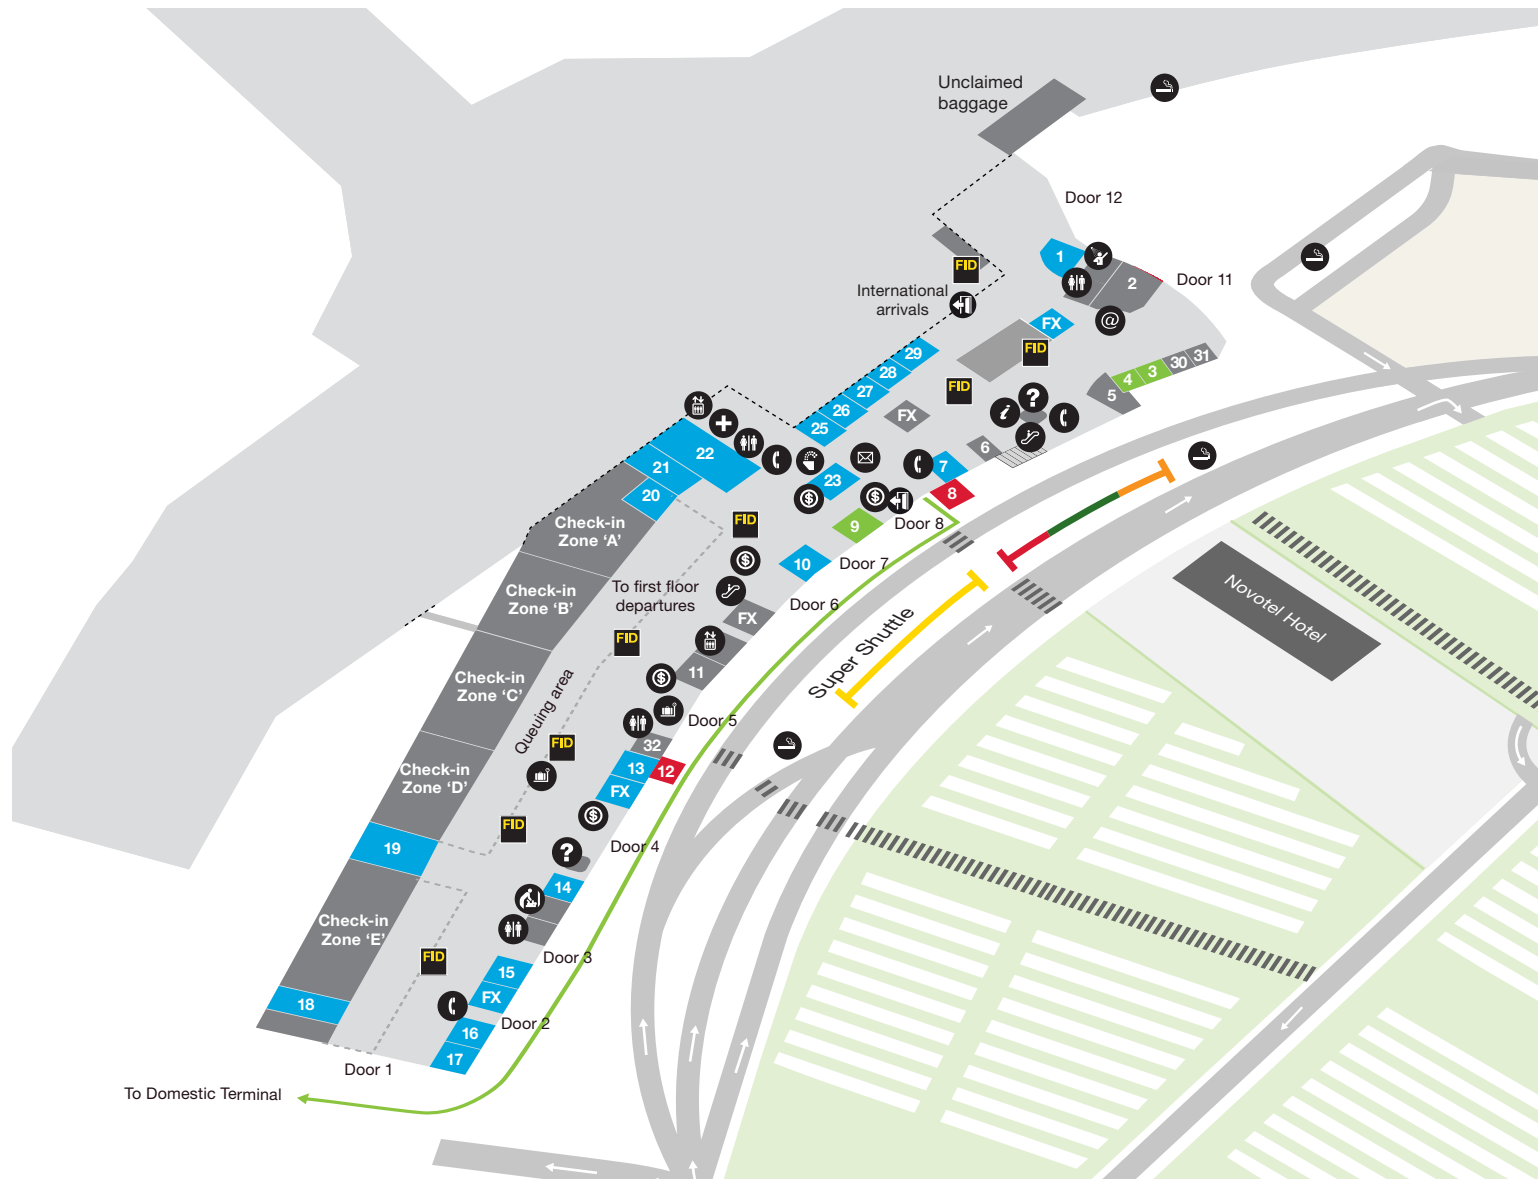 Unclaimed
baggage
Door 12
1
FID
2
Door 11
International
arrivals
@
FX
29
FID
31
30
28
3
4
FID
27
5
?
26
FX
i
25
22
6
21
7
23
$
$
8
20
Check-in
Zone ‘A’
FID
9
Door 8
$
10
Door 7
Check-in
Zone ‘B’
To first floor
departures
Door 6
FX
Novotel Hotel
FID
Super Shuttle
11
Check-in
Zone ‘C’
$
Queuing area
Door 5
32
FID
13
12
Check-in
Zone ‘D’
FX
$
FID
Door 4
19
?
14
Check-in
Zone ‘E’
Door 3
FID
15
FX
18
Door 2
16
17
Door 1
To Domestic Terminal